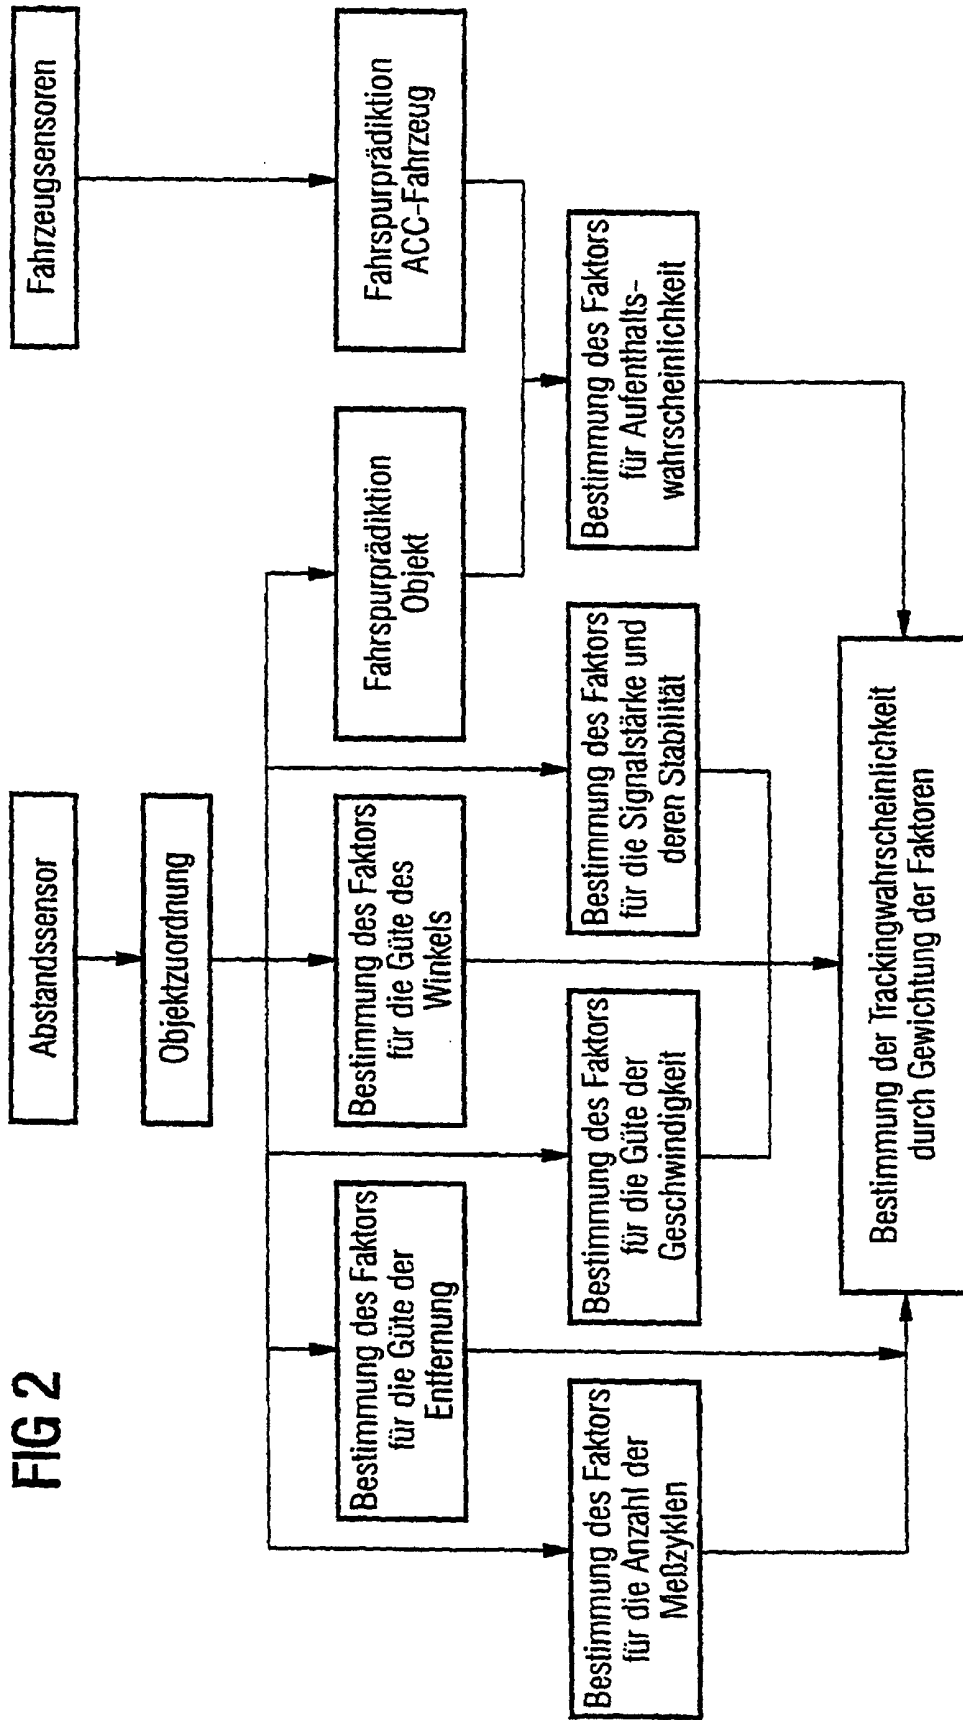 FIG 2
Abstandssensor
Fahrzeugsensoren
Objektzuordnung
Bestimmung des Faktors
für die Güte der
Entfernung
Bestimmung des Faktors
für die Güte des
Winkels
Fahrspurprädiktion
Objekt
Fahrspurprädiktion
ACC-Fahrzeug
Bestimmung des Faktors
für die Anzahl der
Meßzyklen
Bestimmung des Faktors
für die Güte der
Geschwindigkeit
Bestimmung des Faktors
für die Signalstärke und
deren Stabilität
Bestimmung des Faktors
für Aufenthalts-
wahrscheinlichkeit
Bestimmung der Trackingwahrscheinlichkeit
durch Gewichtung der Faktoren